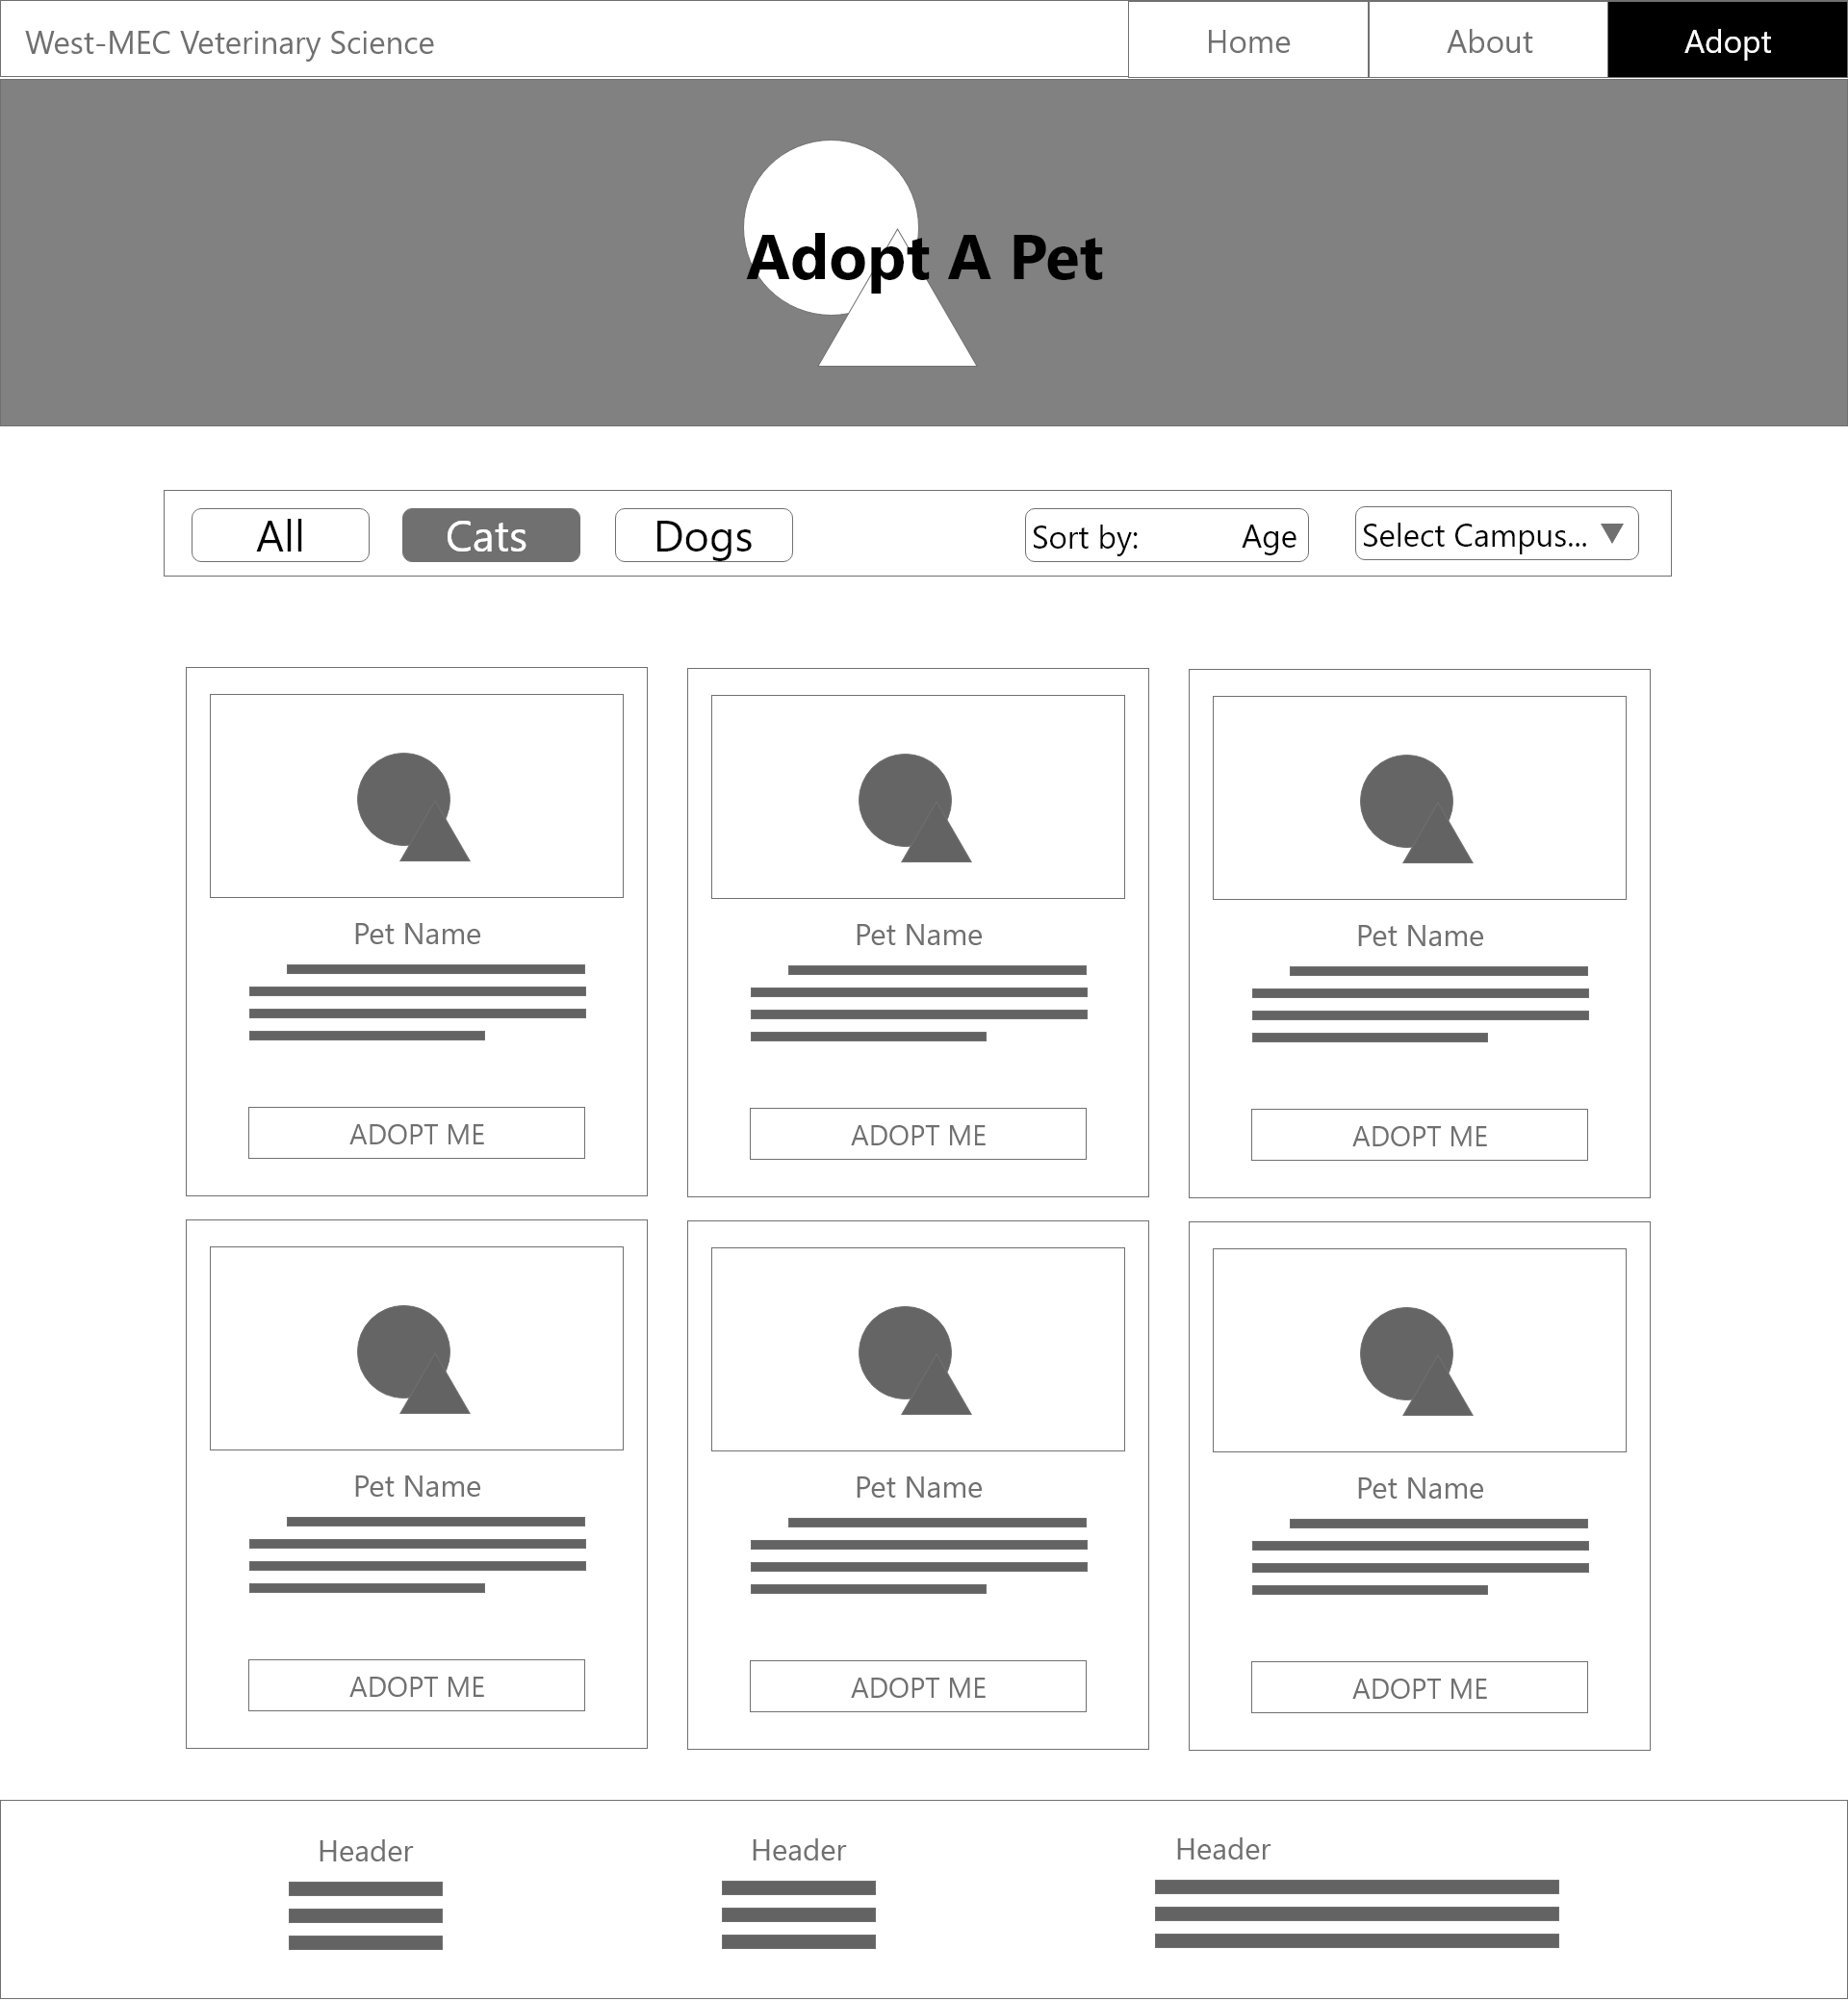 West-MEC Veterinary Science Home About Adopt
Adopt A Pet
All Cats Dogs Sort by: Age Select Campus...
Pet Name Pet Name Pet Name
ADOPT ME ADOPT ME ADOPT ME
Pet Name Pet Name Pet Name
ADOPT ME ADOPT ME ADOPT ME
Header Header Header